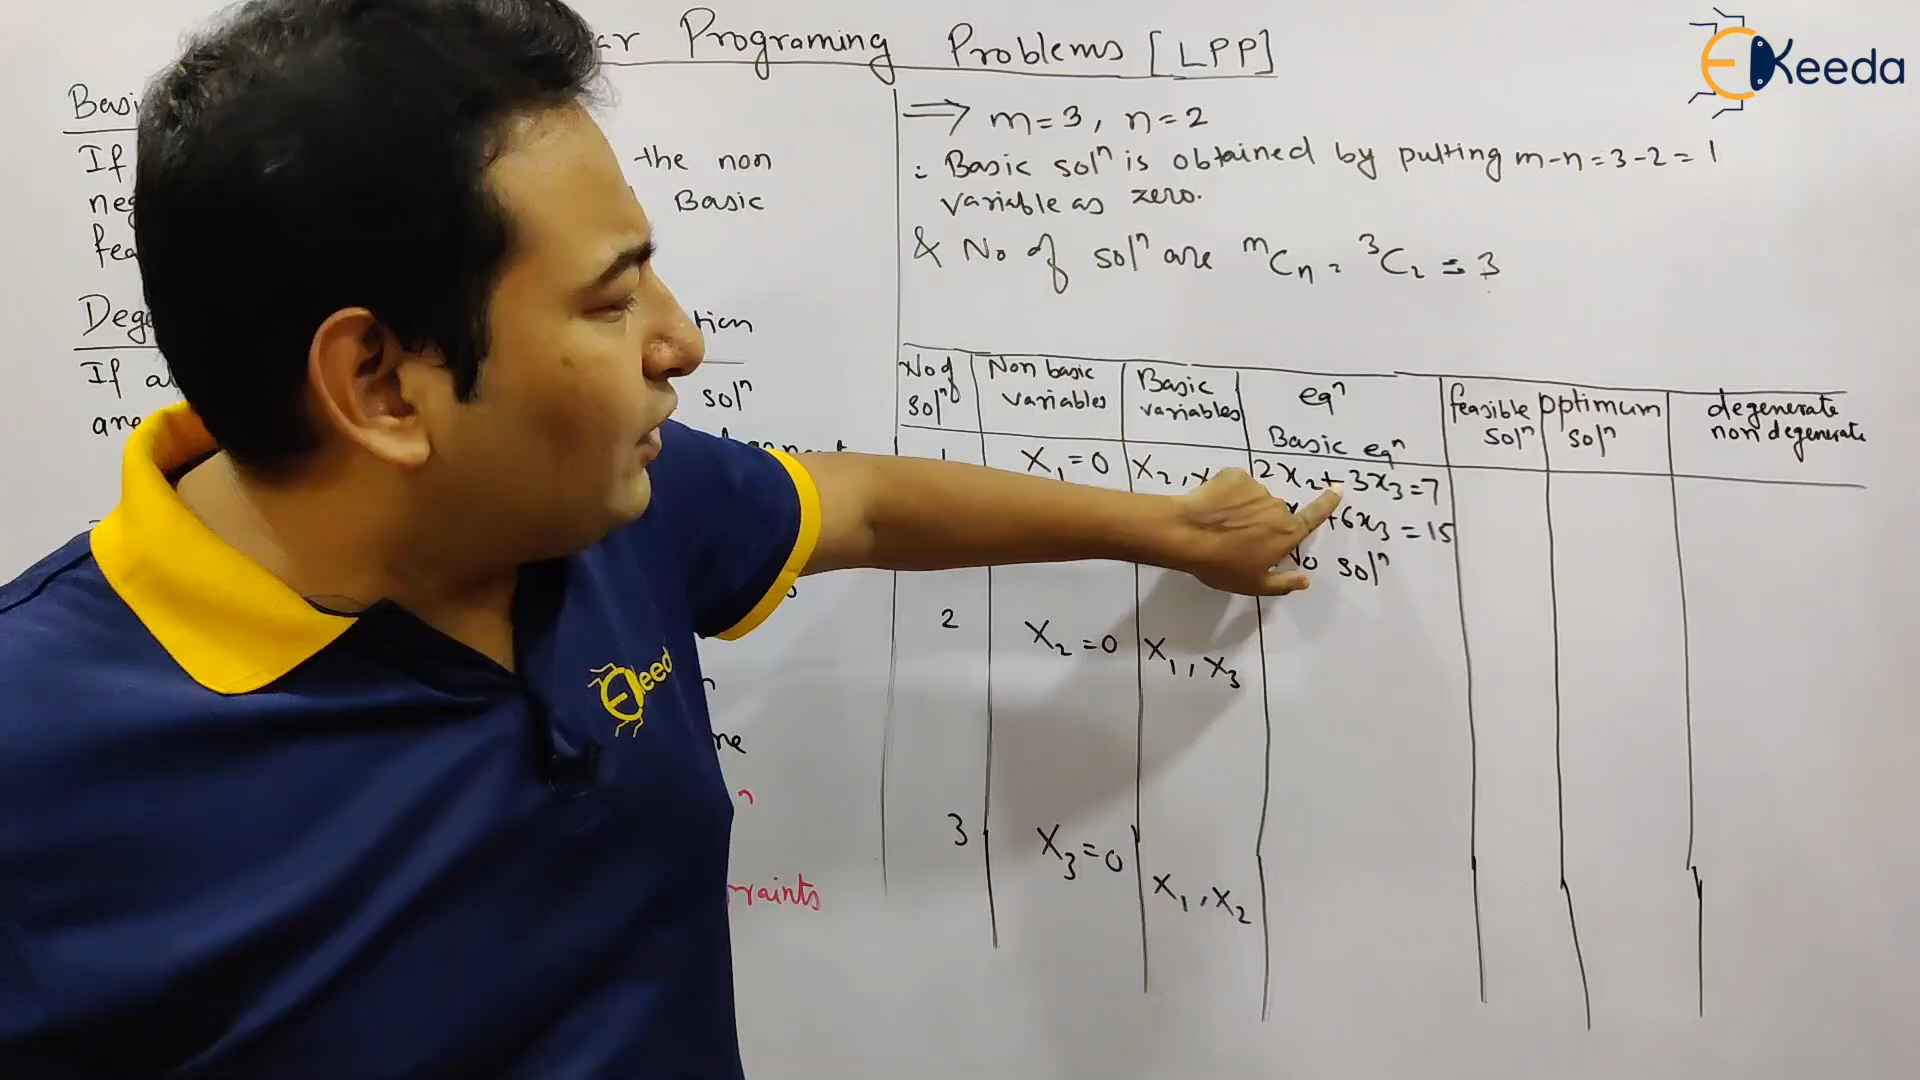 ar Programing Problems [LPP]
EKeeda
Basi
If the non
neg Basic
fea
Dege tion
If a
are solⁿ
ne
raints
⟹ m=3, n=2
∴ Basic solⁿ is obtained by putting m-n=3-2=1
variable as zero.
& No of solⁿ are ᵐCₙ = ³C₂ = 3
No of solⁿ Non basic variables Basic variables eqⁿ Basic eqⁿ feasible solⁿ optimum solⁿ degenerate non degenerate
1 X₁=0 X₂, 2x₂+3x₃=7
+6x₃=15
No solⁿ
2 X₂=0 X₁, X₃
3 X₃=0 X₁, X₂
EKeeda